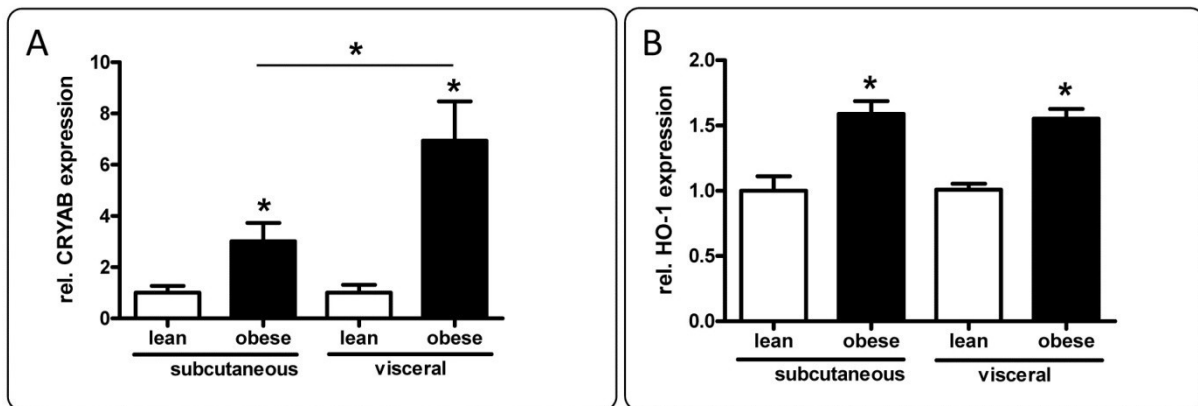 A
rel. CRYAB expression
10
8
6
4
2
0
*
*
*
lean
obese
lean
obese
subcutaneous
visceral
B
rel. HO-1 expression
2.0
1.5
1.0
0.5
0.0
*
*
lean
obese
lean
obese
subcutaneous
visceral